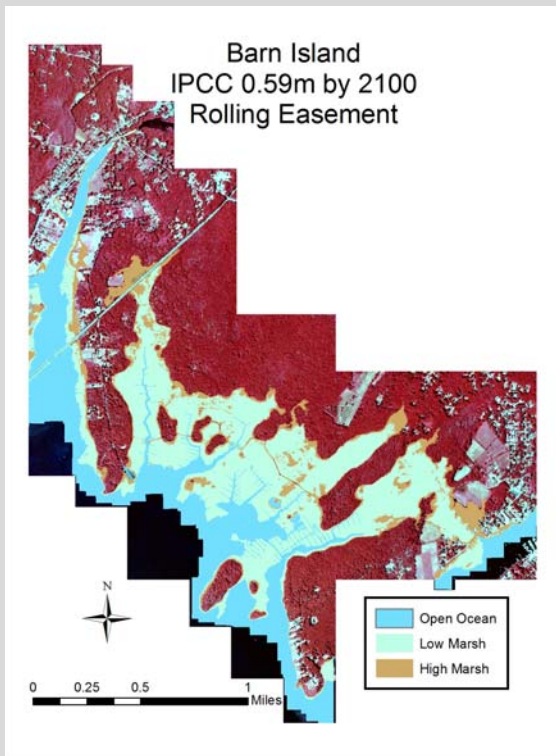 Barn Island
IPCC 0.59m by 2100
Rolling Easement
N
Open Ocean
Low Marsh
High Marsh
0 0.25 0.5 1
Miles